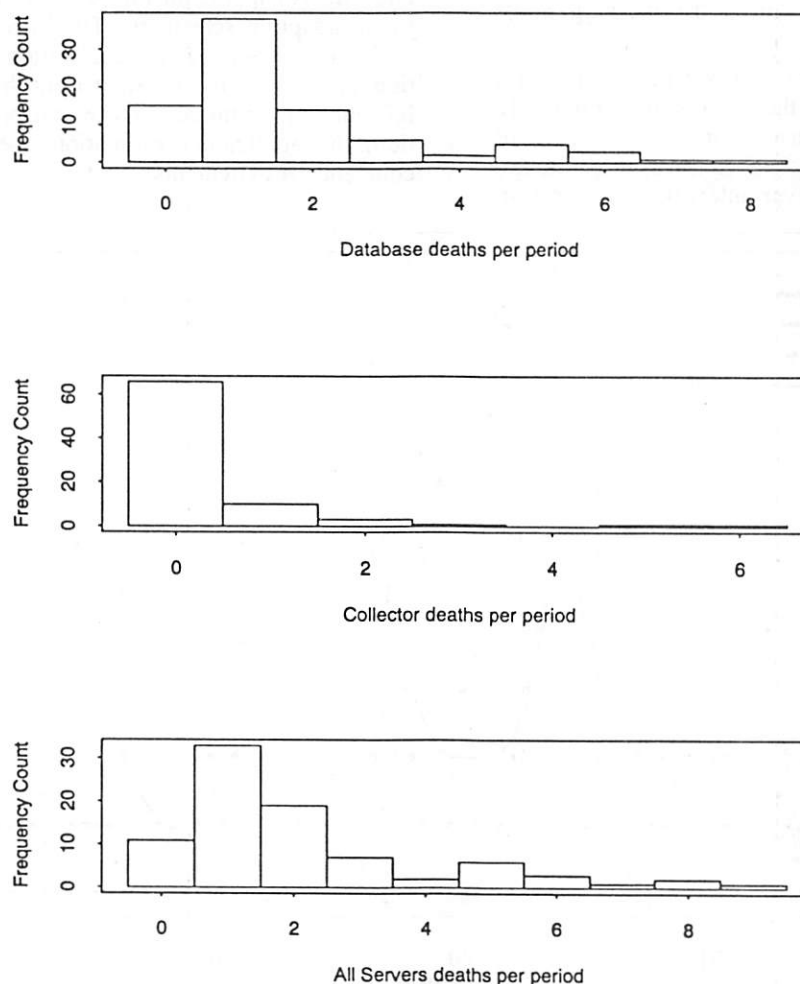 Frequency Count
0 10 20 30
0 2 4 6 8
Database deaths per period
Frequency Count
0 20 40 60
0 2 4 6
Collector deaths per period
Frequency Count
0 10 20 30
0 2 4 6 8
All Servers deaths per period